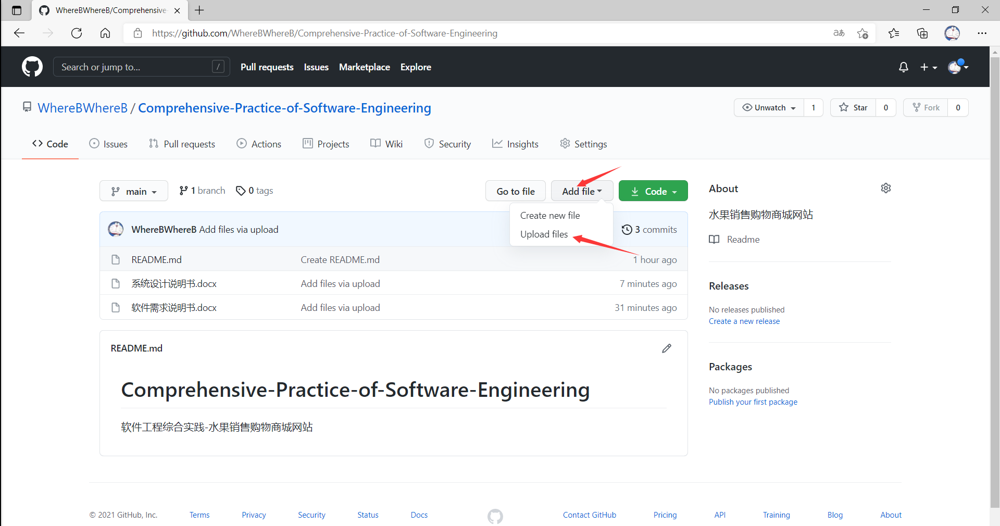 WhereBWhereB/Comprehensive-
https://github.com/WhereBWhereB/Comprehensive-Practice-of-Software-Engineering
Search or jump to...
/
Pull requests
Issues
Marketplace
Explore
WhereBWhereB / Comprehensive-Practice-of-Software-Engineering
Unwatch
1
Star
0
Fork
0
Code
Issues
Pull requests
Actions
Projects
Wiki
Security
Insights
Settings
main
1 branch
0 tags
Go to file
Add file
Code
Create new file
Upload files
WhereBWhereB Add files via upload
3 commits
README.md
Create README.md
1 hour ago
系统设计说明书.docx
Add files via upload
7 minutes ago
软件需求说明书.docx
Add files via upload
31 minutes ago
README.md
Comprehensive-Practice-of-Software-Engineering
软件工程综合实践-水果销售购物商城网站
About
水果销售购物商城网站
Readme
Releases
No releases published
Create a new release
Packages
No packages published
Publish your first package
© 2021 GitHub, Inc.
Terms
Privacy
Security
Status
Docs
Contact GitHub
Pricing
API
Training
Blog
About